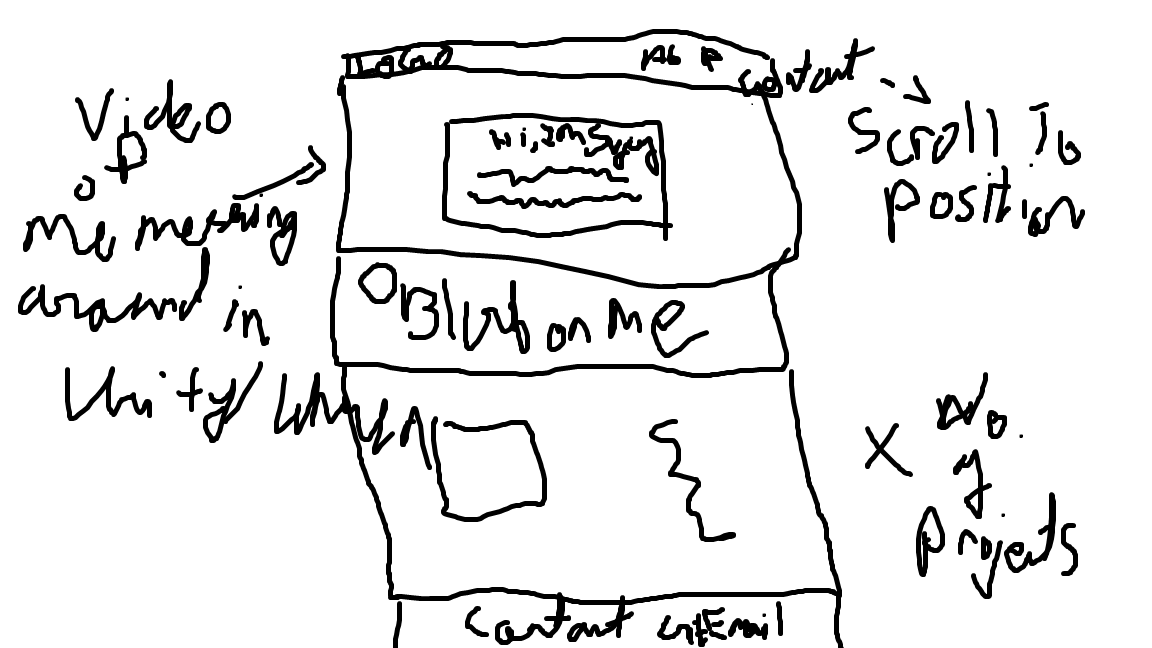 Logo
Ab P Contact
Video
of
me messing
around in
Unity/
Hi, Im
Scroll To
position
Blurb on me
X No.
of
projects
Contact Email